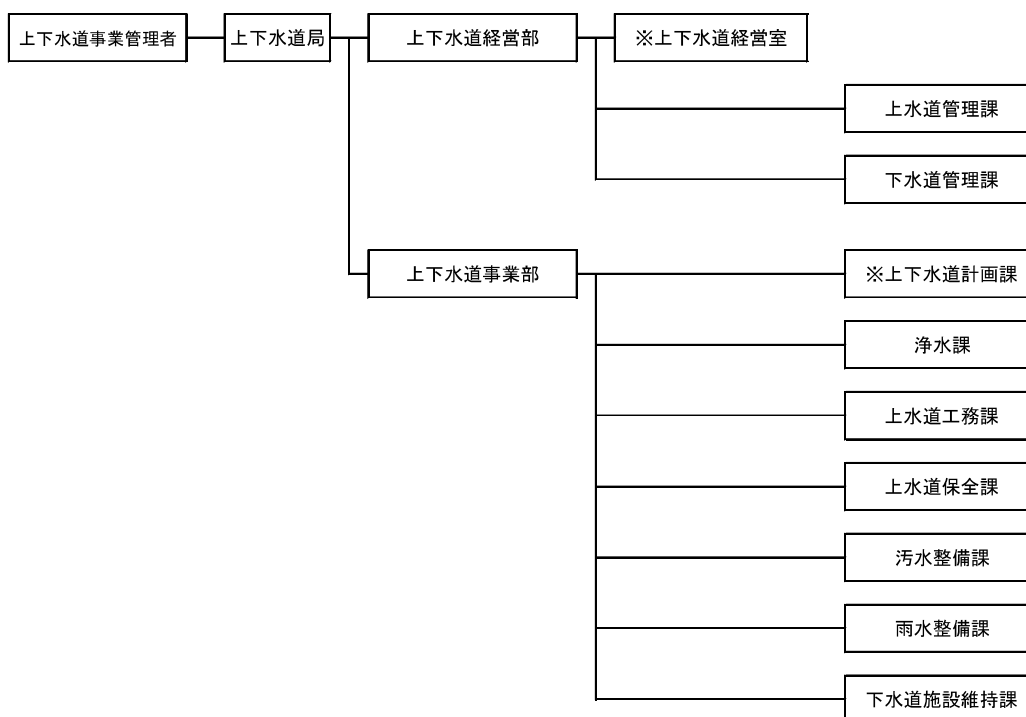 上下水道事業管理者
上下水道局
上下水道経営部
※上下水道経営室
上水道管理課
下水道管理課
上下水道事業部
※上下水道計画課
浄水課
上水道工務課
上水道保全課
汚水整備課
雨水整備課
下水道施設維持課